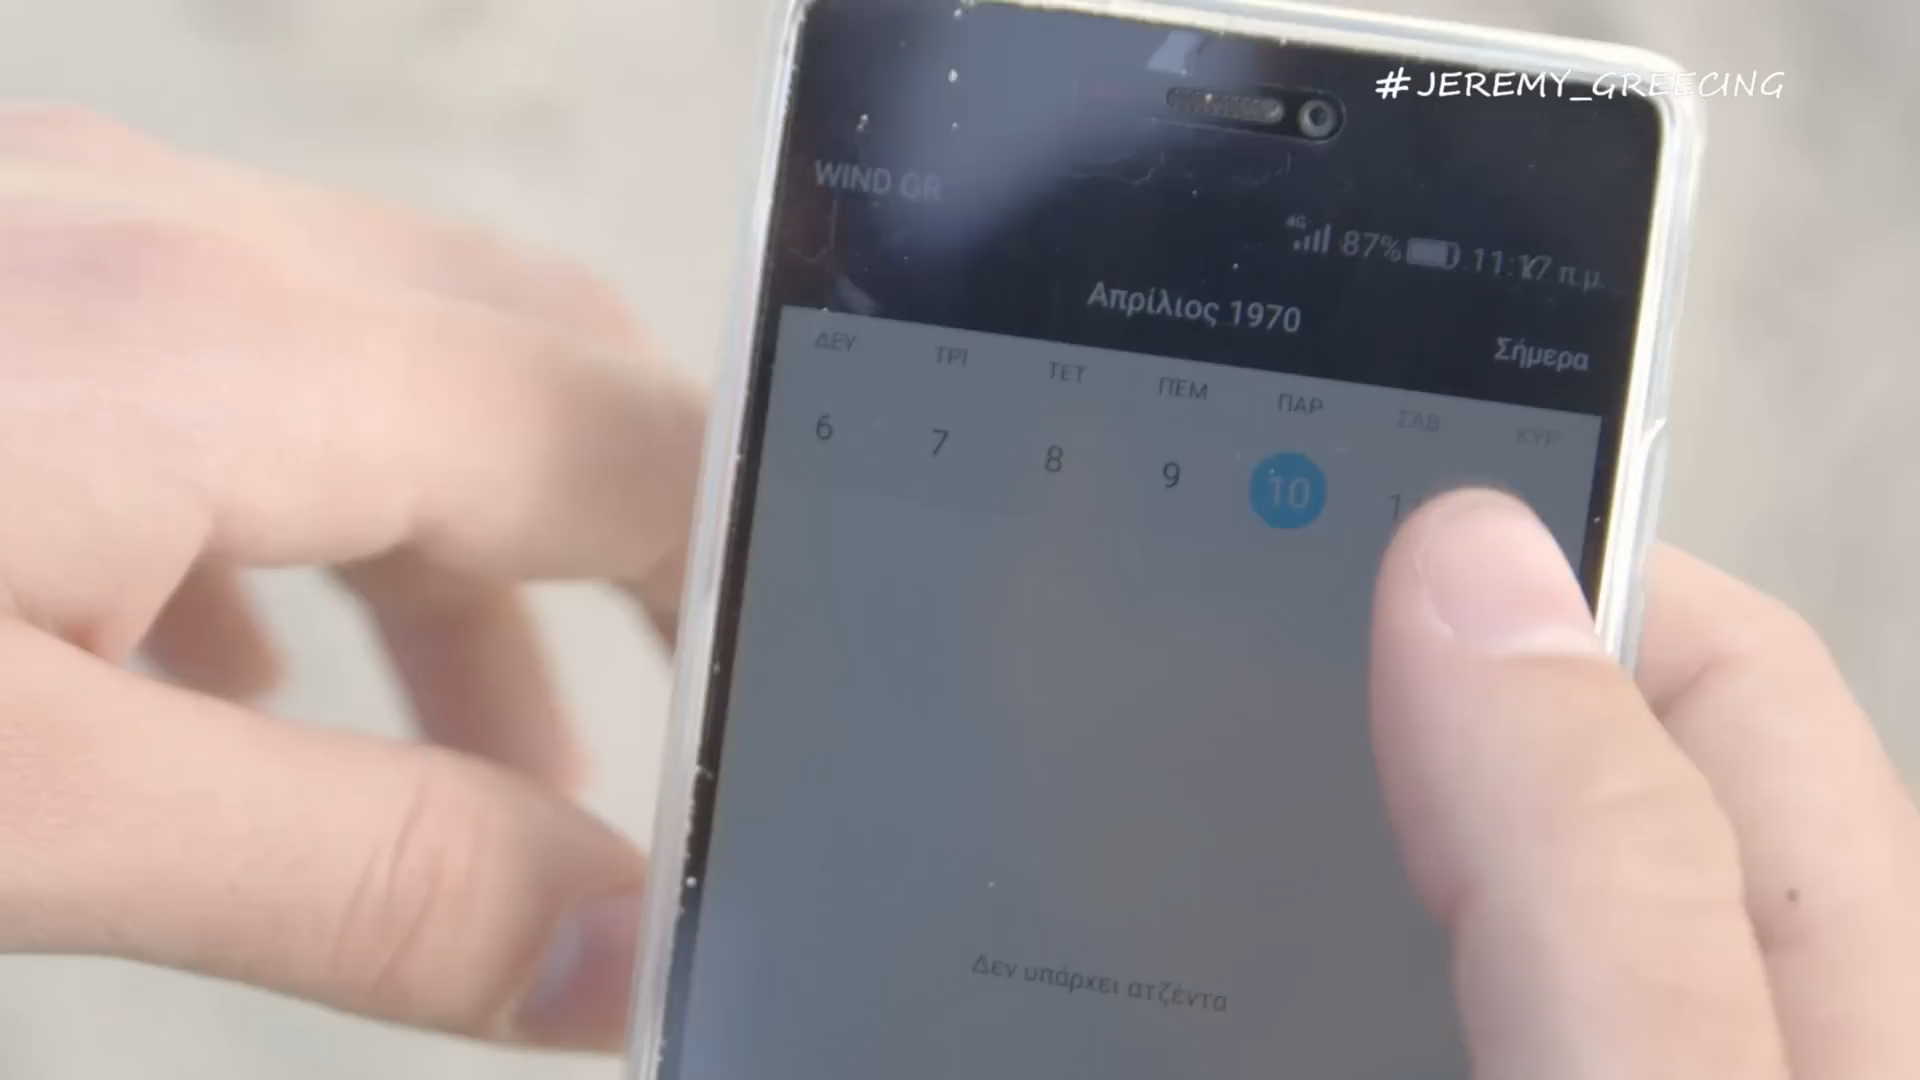 #JEREMY_GREECING
WIND GR
4G 87% 11:17 π.μ.
Απρίλιος 1970
Σήμερα
ΔΕΥ ΤΡΙ ΤΕΤ ΠΕΜ ΠΑΡ ΣΑΒ ΚΥΡ
6 7 8 9 10
Δεν υπάρχει ατζέντα